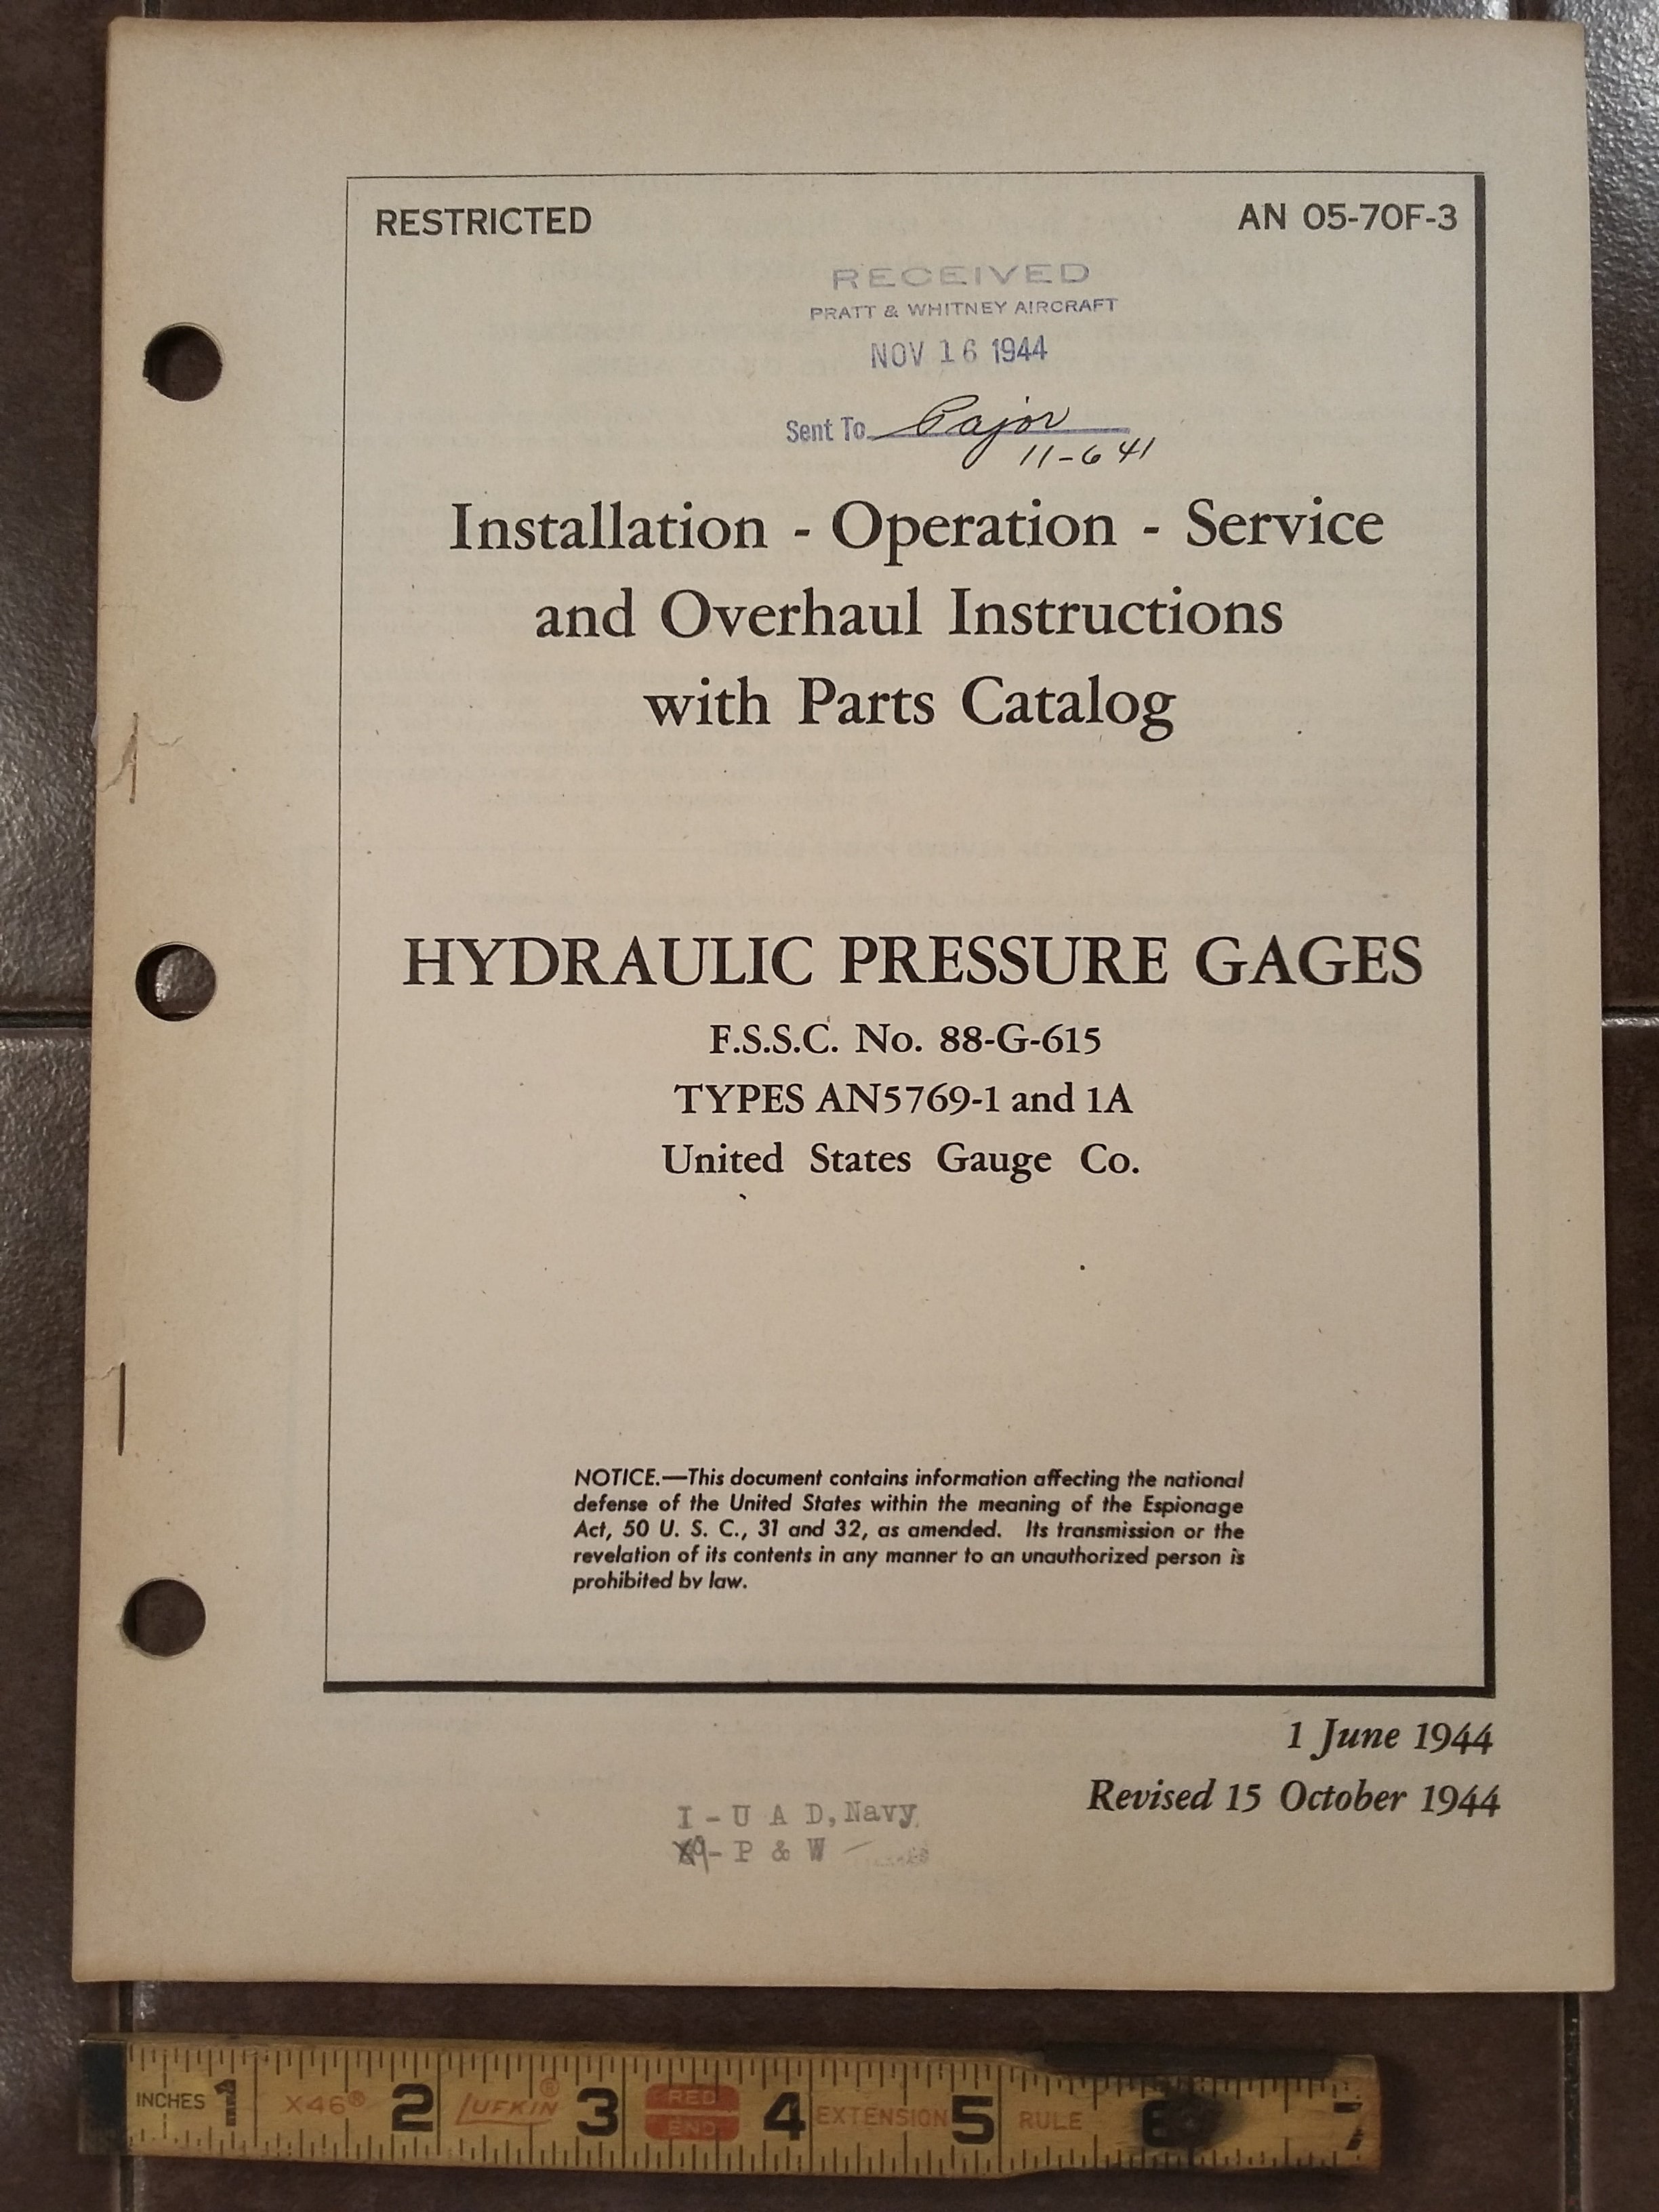 RESTRICTED
AN 05-70F-3
RECEIVED
PRATT & WHITNEY AIRCRAFT
NOV 16 1944
Sent To Pajor
11-6 41
Installation - Operation - Service
and Overhaul Instructions
with Parts Catalog
HYDRAULIC PRESSURE GAGES
F.S.S.C. No. 88-G-615
TYPES AN5769-1 and 1A
United States Gauge Co.
NOTICE.—This document contains information affecting the national
defense of the United States within the meaning of the Espionage
Act, 50 U. S. C., 31 and 32, as amended. Its transmission or the
revelation of its contents in any manner to an unauthorized person is
prohibited by law.
1 June 1944
Revised 15 October 1944
I - U A D, Navy
- P & W
INCHES 1 X46® 2 LUFKIN® 3 RED END 4 EXTENSION 5 RULE 6 7